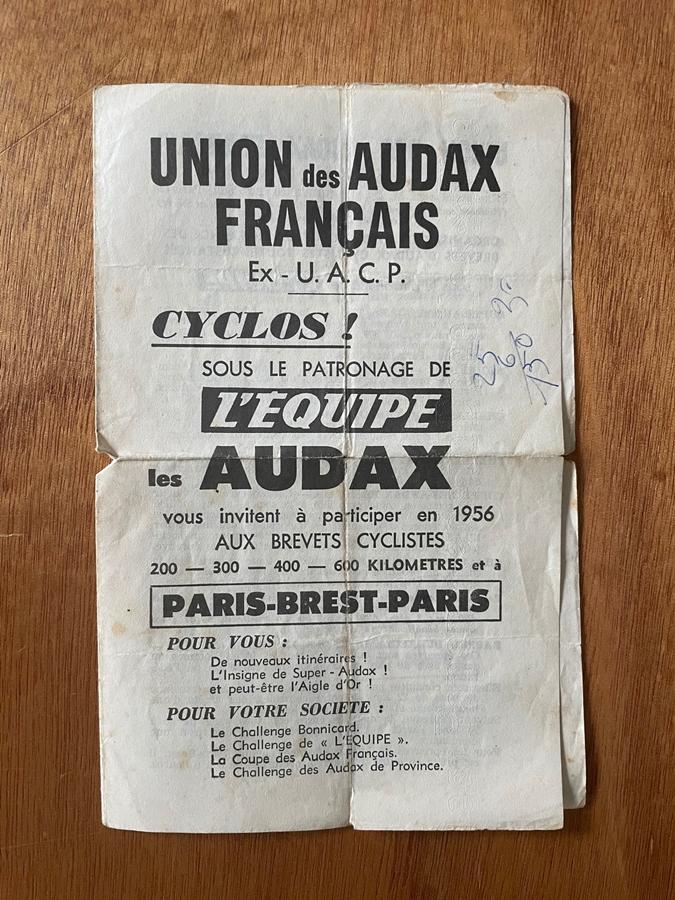 UNION des AUDAX
FRANÇAIS
Ex - U. A. C. P.
CYCLOS !
SOUS LE PATRONAGE DE
L'EQUIPE
les AUDAX
vous invitent à participer en 1956
AUX BREVETS CYCLISTES
200 — 300 — 400 — 600 KILOMETRES et à
PARIS-BREST-PARIS
POUR VOUS :
De nouveaux itinéraires !
L'Insigne de Super - Audax !
et peut-être l'Aigle d'Or !
POUR VOTRE SOCIETE :
Le Challenge Bonnicard.
Le Challenge de « L'EQUIPE ».
La Coupe des Audax Français.
Le Challenge des Audax de Province.